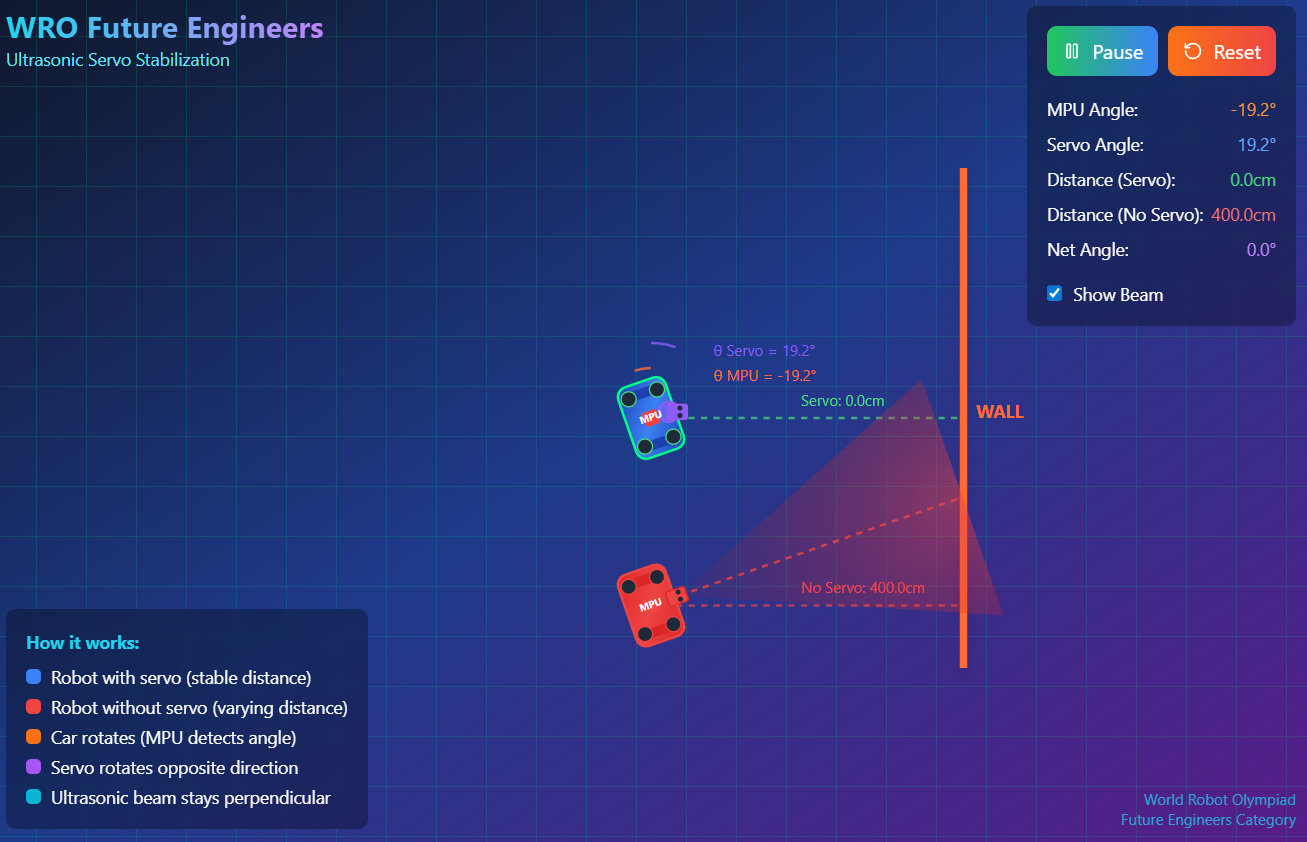 WRO Future Engineers
Ultrasonic Servo Stabilization
Pause Reset
MPU Angle: -19.2°
Servo Angle: 19.2°
Distance (Servo): 0.0cm
Distance (No Servo): 400.0cm
Net Angle: 0.0°
Show Beam
θ Servo = 19.2°
θ MPU = -19.2°
Servo: 0.0cm
WALL
MPU
No Servo: 400.0cm
MPU
How it works:
Robot with servo (stable distance)
Robot without servo (varying distance)
Car rotates (MPU detects angle)
Servo rotates opposite direction
Ultrasonic beam stays perpendicular
World Robot Olympiad
Future Engineers Category